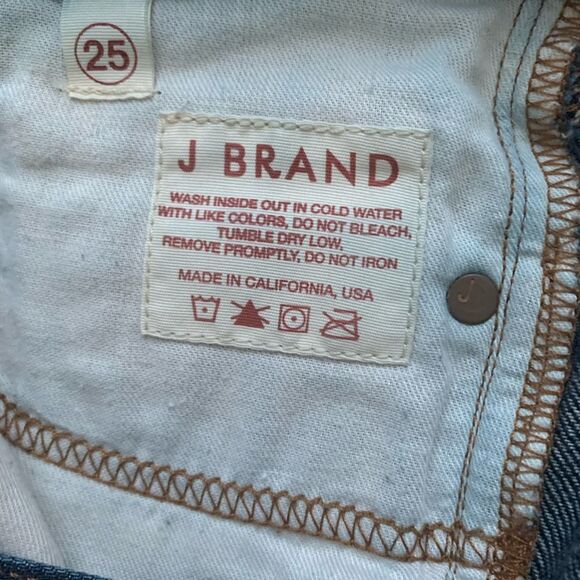 25
J BRAND
WASH INSIDE OUT IN COLD WATER
WITH LIKE COLORS, DO NOT BLEACH,
TUMBLE DRY LOW,
REMOVE PROMPTLY, DO NOT IRON
MADE IN CALIFORNIA, USA
J